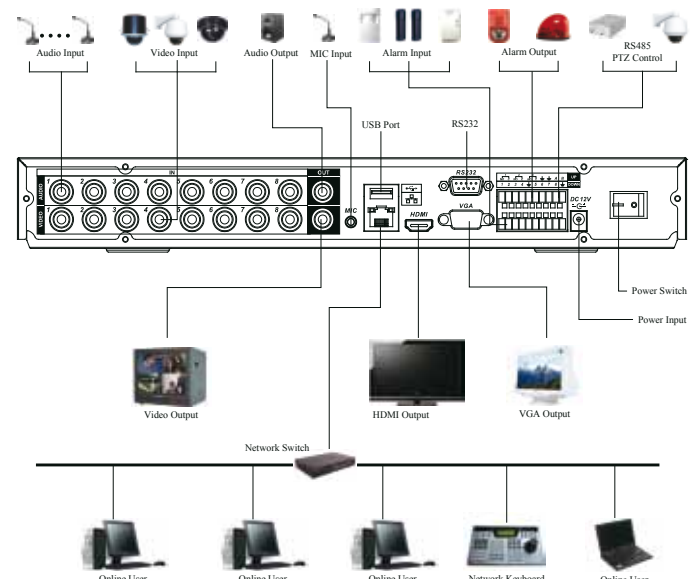 Audio Input
Video Input
Audio Output
MIC Input
Alarm Input
Alarm Output
RS485
PTZ Control
USB Port
RS232
IN
OUT
AUDIO
1 2 3 4 5 6 7 8
VIDEO
1 2 3 4 5 6 7 8
MIC
HDMI
RS232
VGA
UP
DOWN
DC 12V
Power Switch
Power Input
Video Output
HDMI Output
VGA Output
Network Switch
Online User
Online User
Online User
Network Keyboard
Online User